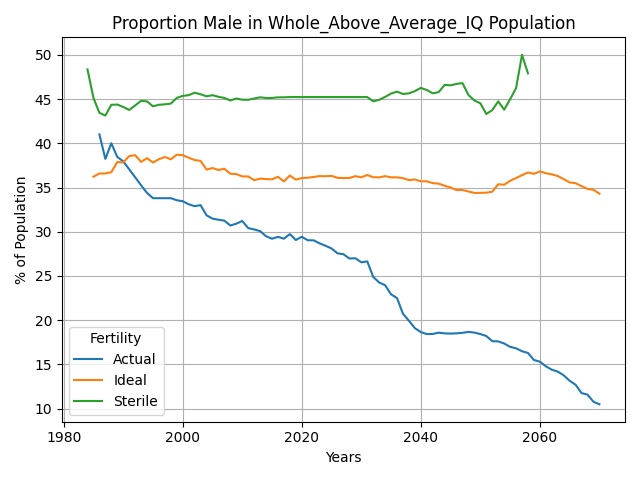 Proportion Male in Whole_Above_Average_IQ Population
% of Population
50
45
40
35
30
25
20
15
10
Fertility
Actual
Ideal
Sterile
1980 2000 2020 2040 2060
Years